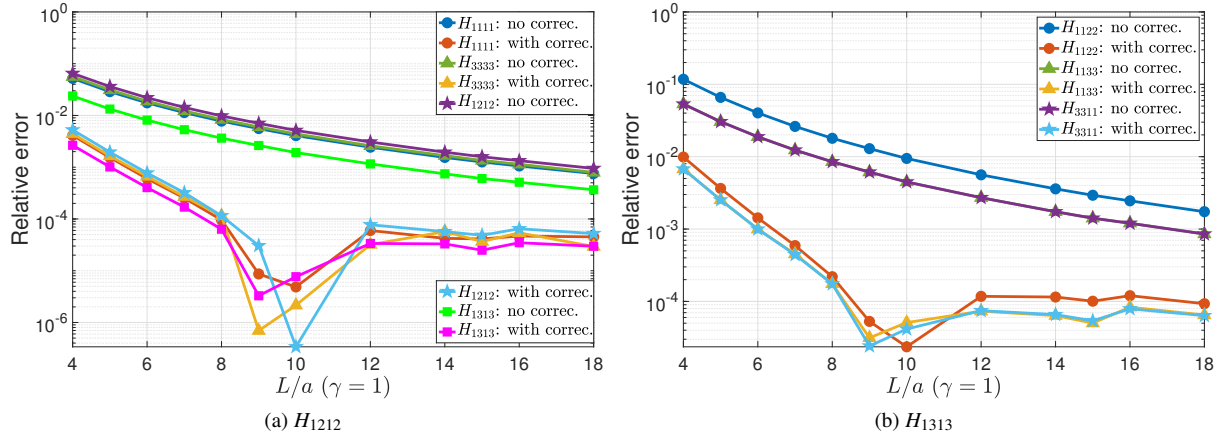 10^0
10^-2
10^-4
10^-6
Relative error
H_1111: no correc.
H_1111: with correc.
H_3333: no correc.
H_3333: with correc.
H_1212: no correc.
H_1212: with correc.
H_1313: no correc.
H_1313: with correc.
4 6 8 10 12 14 16 18
L/a (γ = 1)
(a) H_1212
10^-1
10^-2
10^-3
10^-4
Relative error
H_1122: no correc.
H_1122: with correc.
H_1133: no correc.
H_1133: with correc.
H_3311: no correc.
H_3311: with correc.
4 6 8 10 12 14 16 18
L/a (γ = 1)
(b) H_1313